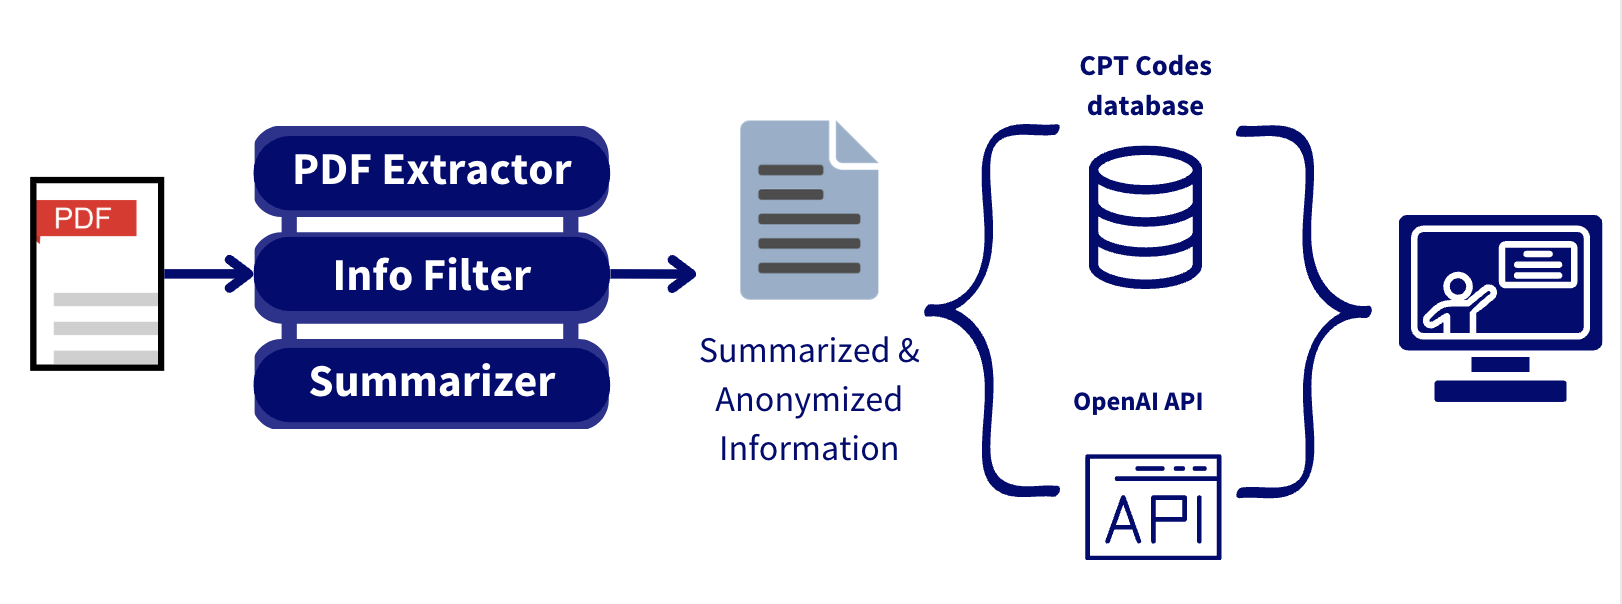 PDF
PDF Extractor
Info Filter
Summarizer
Summarized &
Anonymized
Information
CPT Codes
database
OpenAI API
API